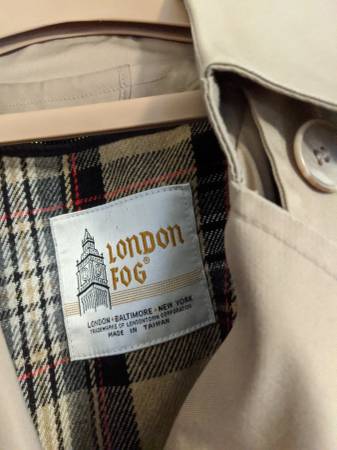 LONDON
FOG®
LONDON · BALTIMORE · NEW YORK
TRADEMARKS OF LONDONTOWN CORPORATION
MADE IN TAIWAN